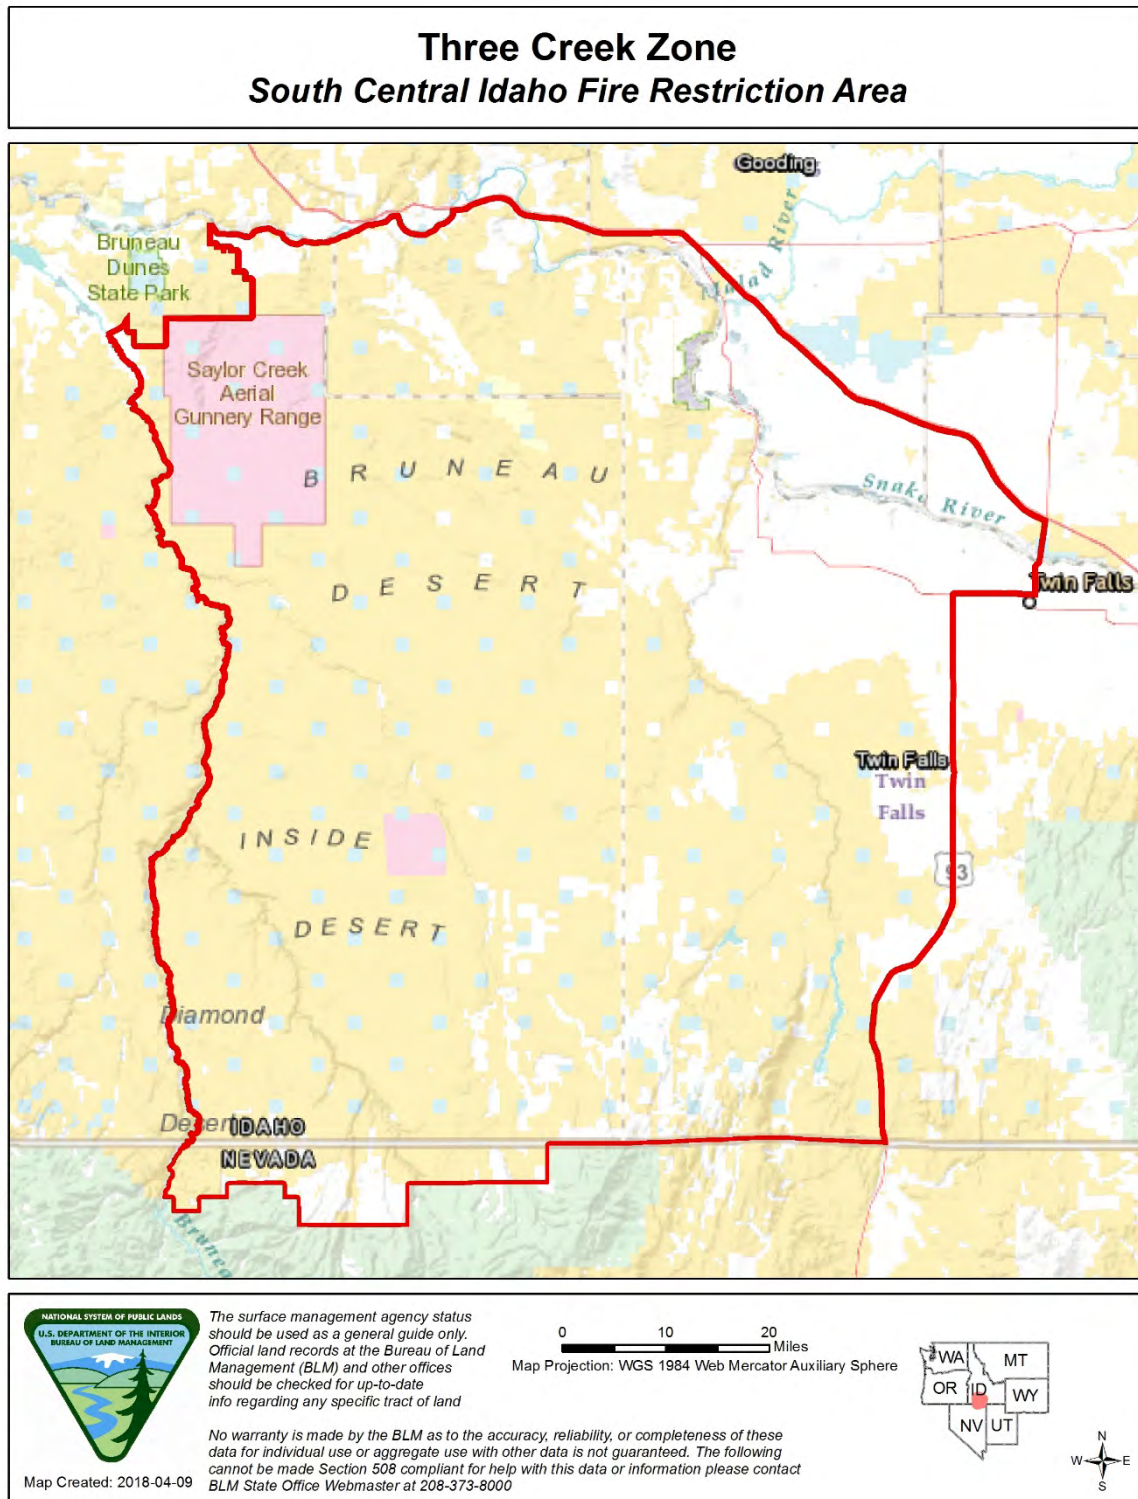 Three Creek Zone
South Central Idaho Fire Restriction Area
Gooding
Bruneau
Dunes
State Park
Malad River
Saylor Creek
Aerial
Gunnery Range
BRUNEAU
Snake River
DESERT
Twin Falls
Twin Falls
Twin
Falls
INSIDE
93
DESERT
Diamond
Desert
IDAHO
NEVADA
Brunea
NATIONAL SYSTEM OF PUBLIC LANDS
U.S. DEPARTMENT OF THE INTERIOR
BUREAU OF LAND MANAGEMENT
Map Created: 2018-04-09
The surface management agency status
should be used as a general guide only.
Official land records at the Bureau of Land
Management (BLM) and other offices
should be checked for up-to-date
info regarding any specific tract of land
No warranty is made by the BLM as to the accuracy, reliability, or completeness of these
data for individual use or aggregate use with other data is not guaranteed. The following
cannot be made Section 508 compliant for help with this data or information please contact
BLM State Office Webmaster at 208-373-8000
0 10 20
Miles
Map Projection: WGS 1984 Web Mercator Auxiliary Sphere
WA MT
OR ID WY
NV UT
N
W E
S